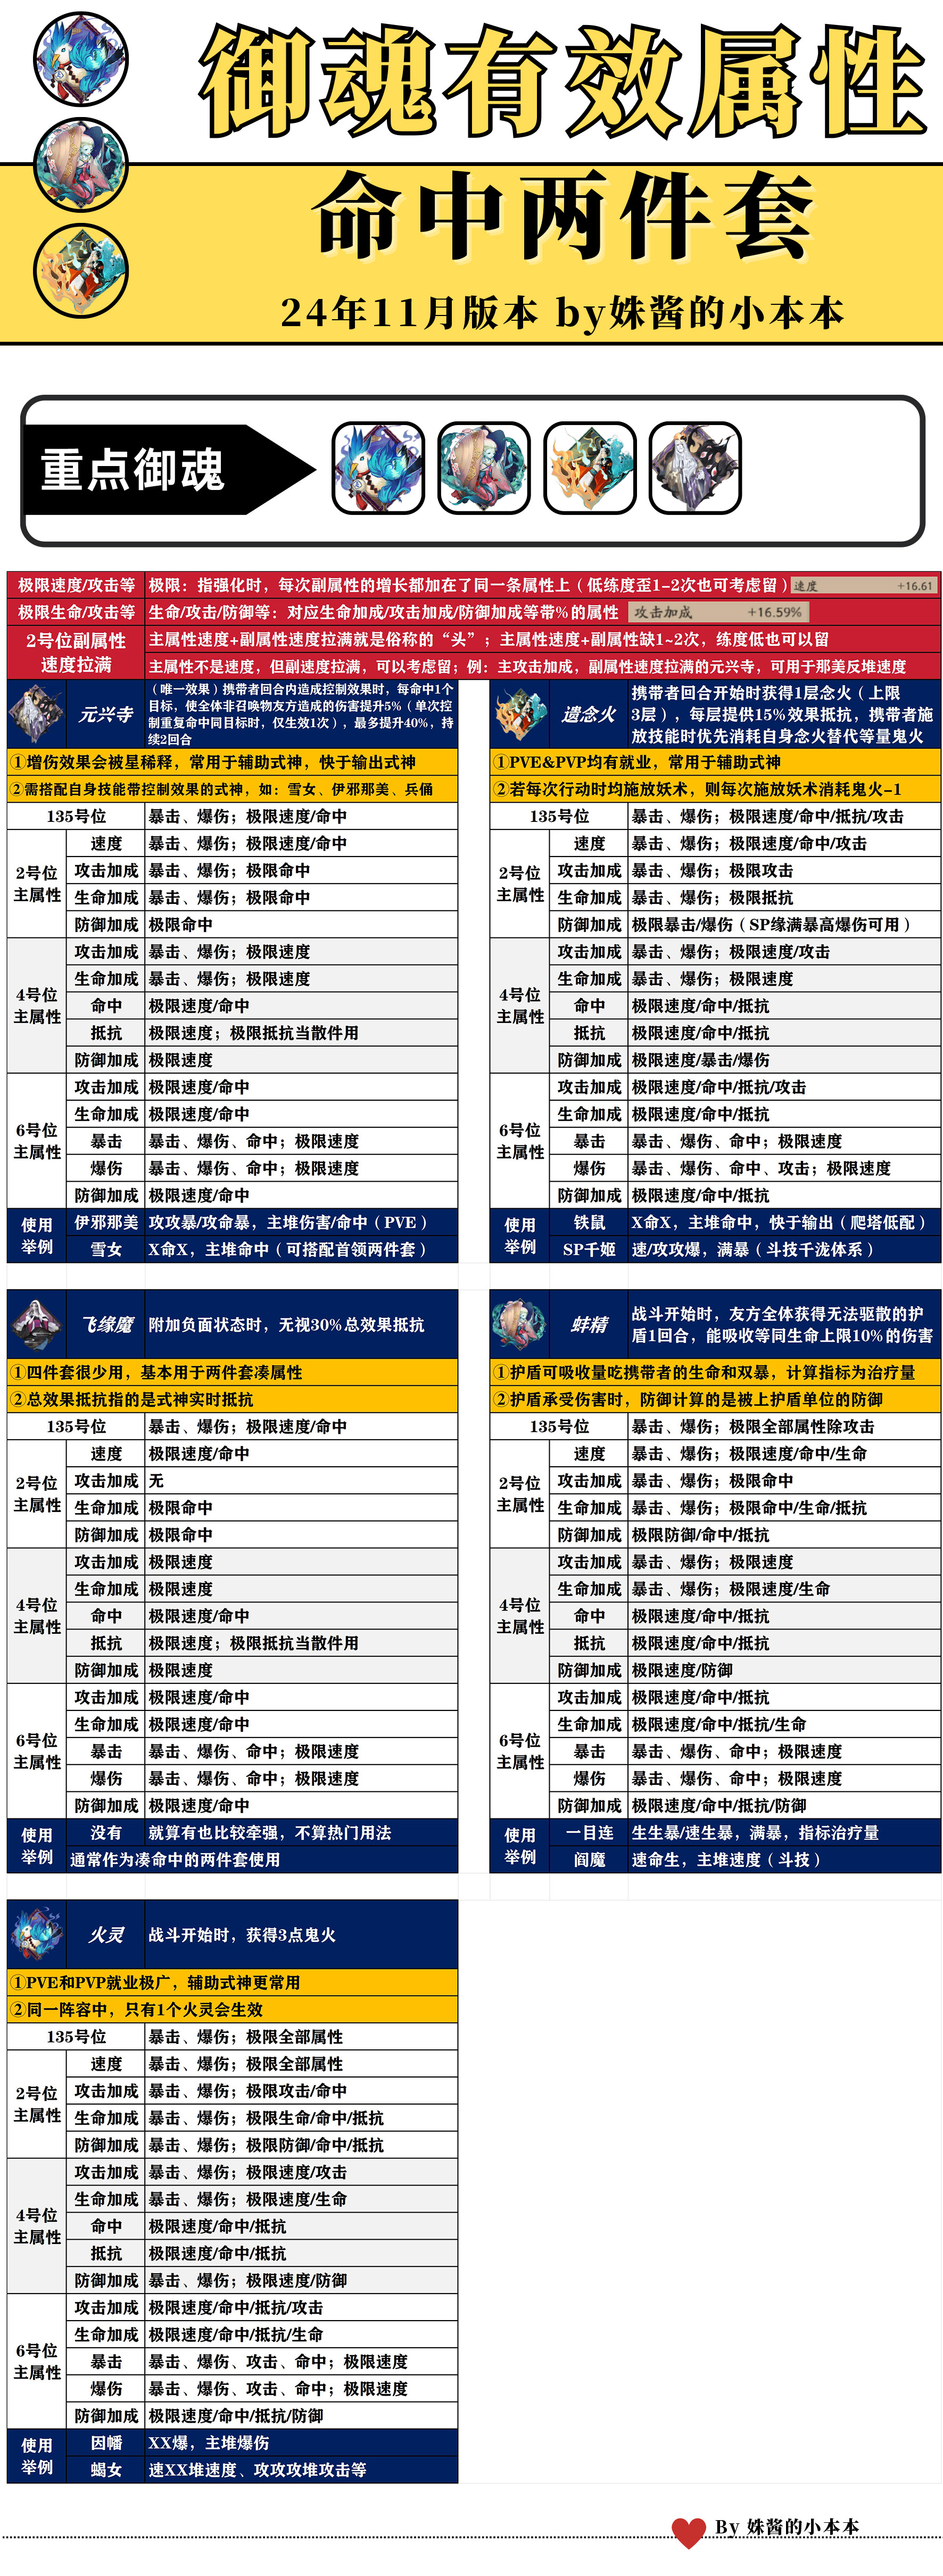 御魂有效属性
命中两件套
24年11月版本 by姝酱的小本本
重点御魂
极限速度/攻击等 极限：指强化时，每次副属性的增长都加在了同一条属性上（低练度歪1-2次也可考虑留） 速度 +16.61
极限生命/攻击等 生命/攻击/防御等：对应生命加成/攻击加成/防御加成等带%的属性 攻击加成 +16.59%
2号位副属性
速度拉满
主属性速度+副属性速度拉满就是俗称的“头”；主属性速度+副属性缺1~2次，练度低也可以留
主属性不是速度，但副速度拉满，可以考虑留；例：主攻击加成，副属性速度拉满的元兴寺，可用于那美反堆速度
元兴寺
（唯一效果）携带者回合内造成控制效果时，每命中1个
目标，使全体非召唤物友方造成的伤害提升5%（单次控
制重复命中同目标时，仅生效1次），最多提升40%，持
续2回合
①增伤效果会被星稀释，常用于辅助式神，快于输出式神
②需搭配自身技能带控制效果的式神，如：雪女、伊邪那美、兵俑
135号位 暴击、爆伤；极限速度/命中
2号位
主属性
速度 暴击、爆伤；极限速度/命中
攻击加成 暴击、爆伤；极限命中
生命加成 暴击、爆伤；极限命中
防御加成 极限命中
4号位
主属性
攻击加成 暴击、爆伤；极限速度
生命加成 暴击、爆伤；极限速度
命中 极限速度/命中
抵抗 极限速度；极限抵抗当散件用
防御加成 极限速度
6号位
主属性
攻击加成 极限速度/命中
生命加成 极限速度/命中
暴击 暴击、爆伤、命中；极限速度
爆伤 暴击、爆伤、命中；极限速度
防御加成 极限速度/命中
使用
举例
伊邪那美 攻攻暴/攻命暴，主堆伤害/命中（PVE）
雪女 X命X，主堆命中（可搭配首领两件套）
遗念火
携带者回合开始时获得1层念火（上限
3层），每层提供15%效果抵抗，携带者施
放技能时优先消耗自身念火替代等量鬼火
①PVE&PVP均有就业，常用于辅助式神
②若每次行动时均施放妖术，则每次施放妖术消耗鬼火-1
135号位 暴击、爆伤；极限速度/命中/抵抗/攻击
2号位
主属性
速度 暴击、爆伤；极限速度/命中/攻击
攻击加成 暴击、爆伤；极限攻击
生命加成 暴击、爆伤；极限抵抗
防御加成 极限暴击/爆伤（SP缘满暴高爆伤可用）
4号位
主属性
攻击加成 暴击、爆伤；极限速度/攻击
生命加成 暴击、爆伤；极限速度
命中 极限速度/命中/抵抗
抵抗 极限速度/命中/抵抗
防御加成 极限速度/暴击/爆伤
6号位
主属性
攻击加成 极限速度/命中/抵抗/攻击
生命加成 极限速度/命中/抵抗
暴击 暴击、爆伤、命中；极限速度
爆伤 暴击、爆伤、命中、攻击；极限速度
防御加成 极限速度/命中/抵抗
使用
举例
铁鼠 X命X，主堆命中，快于输出（爬塔低配）
SP千姬 速/攻攻爆，满暴（斗技千泷体系）
飞缘魔
附加负面状态时，无视30%总效果抵抗
①四件套很少用，基本用于两件套凑属性
②总效果抵抗指的是式神实时抵抗
135号位 暴击、爆伤；极限速度/命中
2号位
主属性
速度 极限速度/命中
攻击加成 无
生命加成 极限命中
防御加成 极限命中
4号位
主属性
攻击加成 极限速度
生命加成 极限速度
命中 极限速度/命中
抵抗 极限速度；极限抵抗当散件用
防御加成 极限速度
6号位
主属性
攻击加成 极限速度/命中
生命加成 极限速度/命中
暴击 暴击、爆伤、命中；极限速度
爆伤 暴击、爆伤、命中；极限速度
防御加成 极限速度/命中
使用
举例
没有 就算有也比较牵强，不算热门用法
通常作为凑命中的两件套使用
蚌精
战斗开始时，友方全体获得无法驱散的护
盾1回合，能吸收等同生命上限10%的伤害
①护盾可吸收量吃携带者的生命和双暴，计算指标为治疗量
②护盾承受伤害时，防御计算的是被上护盾单位的防御
135号位 暴击、爆伤；极限全部属性除攻击
2号位
主属性
速度 暴击、爆伤；极限速度/命中/生命
攻击加成 暴击、爆伤；极限命中
生命加成 暴击、爆伤；极限命中/生命/抵抗
防御加成 极限防御/命中/抵抗
4号位
主属性
攻击加成 暴击、爆伤；极限速度
生命加成 暴击、爆伤；极限速度/生命
命中 极限速度/命中/抵抗
抵抗 极限速度/命中/抵抗
防御加成 极限速度/防御
6号位
主属性
攻击加成 极限速度/命中/抵抗
生命加成 极限速度/命中/抵抗/生命
暴击 暴击、爆伤、命中；极限速度
爆伤 暴击、爆伤、命中；极限速度
防御加成 极限速度/命中/抵抗/防御
使用
举例
一目连 生生暴/速生暴，满暴，指标治疗量
阎魔 速命生，主堆速度（斗技）
火灵
战斗开始时，获得3点鬼火
①PVE和PVP就业极广，辅助式神更常用
②同一阵容中，只有1个火灵会生效
135号位 暴击、爆伤；极限全部属性
2号位
主属性
速度 暴击、爆伤；极限全部属性
攻击加成 暴击、爆伤；极限攻击/命中
生命加成 暴击、爆伤；极限生命/命中/抵抗
防御加成 暴击、爆伤；极限防御/命中/抵抗
4号位
主属性
攻击加成 暴击、爆伤；极限速度/攻击
生命加成 暴击、爆伤；极限速度/生命
命中 极限速度/命中/抵抗
抵抗 极限速度/命中/抵抗
防御加成 暴击、爆伤；极限速度/防御
6号位
主属性
攻击加成 极限速度/命中/抵抗/攻击
生命加成 极限速度/命中/抵抗/生命
暴击 暴击、爆伤、攻击、命中；极限速度
爆伤 暴击、爆伤、攻击、命中；极限速度
防御加成 极限速度/命中/抵抗/防御
使用
举例
因幡 XX爆，主堆爆伤
蝎女 速XX堆速度、攻攻攻堆攻击等
By 姝酱的小本本